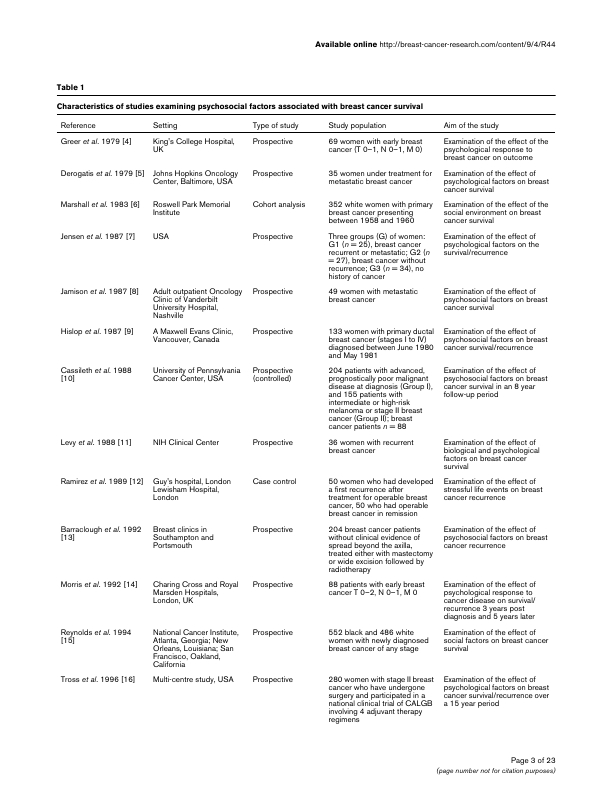 Available online http://breast-cancer-research.com/content/9/4/R44
Table 1
Characteristics of studies examining psychosocial factors associated with breast cancer survival
Reference Setting Type of study Study population Aim of the study
Greer et al. 1979 [4] King's College Hospital, Prospective 69 women with early breast Examination of the effect of the
UK cancer (T 0–1, N 0–1, M 0) psychological response to
breast cancer on outcome
Derogatis et al. 1979 [5] Johns Hopkins Oncology Prospective 35 women under treatment for Examination of the effect of
Center, Baltimore, USA metastatic breast cancer psychological factors on breast
cancer survival
Marshall et al. 1983 [6] Roswell Park Memorial Cohort analysis 352 white women with primary Examination of the effect of the
Institute breast cancer presenting social environment on breast
between 1958 and 1960 cancer survival
Jensen et al. 1987 [7] USA Prospective Three groups (G) of women: Examination of the effect of
G1 (n = 25), breast cancer psychological factors on the
recurrent or metastatic; G2 (n survival/recurrence
= 27), breast cancer without
recurrence; G3 (n = 34), no
history of cancer
Jamison et al. 1987 [8] Adult outpatient Oncology Prospective 49 women with metastatic Examination of the effect of
Clinic of Vanderbilt breast cancer psychosocial factors on breast
University Hospital, cancer survival
Nashville
Hislop et al. 1987 [9] A Maxwell Evans Clinic, Prospective 133 women with primary ductal Examination of the effect of
Vancouver, Canada breast cancer (stages I to IV) psychosocial factors on breast
diagnosed between June 1980 cancer survival/recurrence
and May 1981
Cassileth et al. 1988 University of Pennsylvania Prospective 204 patients with advanced, Examination of the effect of
[10] Cancer Center, USA (controlled) prognostically poor malignant psychosocial factors on breast
disease at diagnosis (Group I), cancer survival in an 8 year
and 155 patients with follow-up period
intermediate or high-risk
melanoma or stage II breast
cancer (Group II); breast
cancer patients n = 88
Levy et al. 1988 [11] NIH Clinical Center Prospective 36 women with recurrent Examination of the effect of
breast cancer biological and psychological
factors on breast cancer
survival
Ramirez et al. 1989 [12] Guy's hospital, London Case control 50 women who had developed Examination of the effect of
Lewisham Hospital, a first recurrence after stressful life events on breast
London treatment for operable breast cancer recurrence
cancer, 50 who had operable
breast cancer in remission
Barraclough et al. 1992 Breast clinics in Prospective 204 breast cancer patients Examination of the effect of
[13] Southampton and without clinical evidence of psychosocial factors on breast
Portsmouth spread beyond the axilla, cancer recurrence
treated either with mastectomy
or wide excision followed by
radiotherapy
Morris et al. 1992 [14] Charing Cross and Royal Prospective 88 patients with early breast Examination of the effect of
Marsden Hospitals, cancer T 0–2, N 0–1, M 0 psychological response to
London, UK cancer disease on survival/
recurrence 3 years post
diagnosis and 5 years later
Reynolds et al. 1994 National Cancer Institute, Prospective 552 black and 486 white Examination of the effect of
[15] Atlanta, Georgia; New women with newly diagnosed social factors on breast cancer
Orleans, Louisiana; San breast cancer of any stage survival
Francisco, Oakland,
California
Tross et al. 1996 [16] Multi-centre study, USA Prospective 280 women with stage II breast Examination of the effect of
cancer who have undergone psychological factors on breast
surgery and participated in a cancer survival/recurrence over
national clinical trial of CALGB a 15 year period
involving 4 adjuvant therapy
regimens
Page 3 of 23
(page number not for citation purposes)